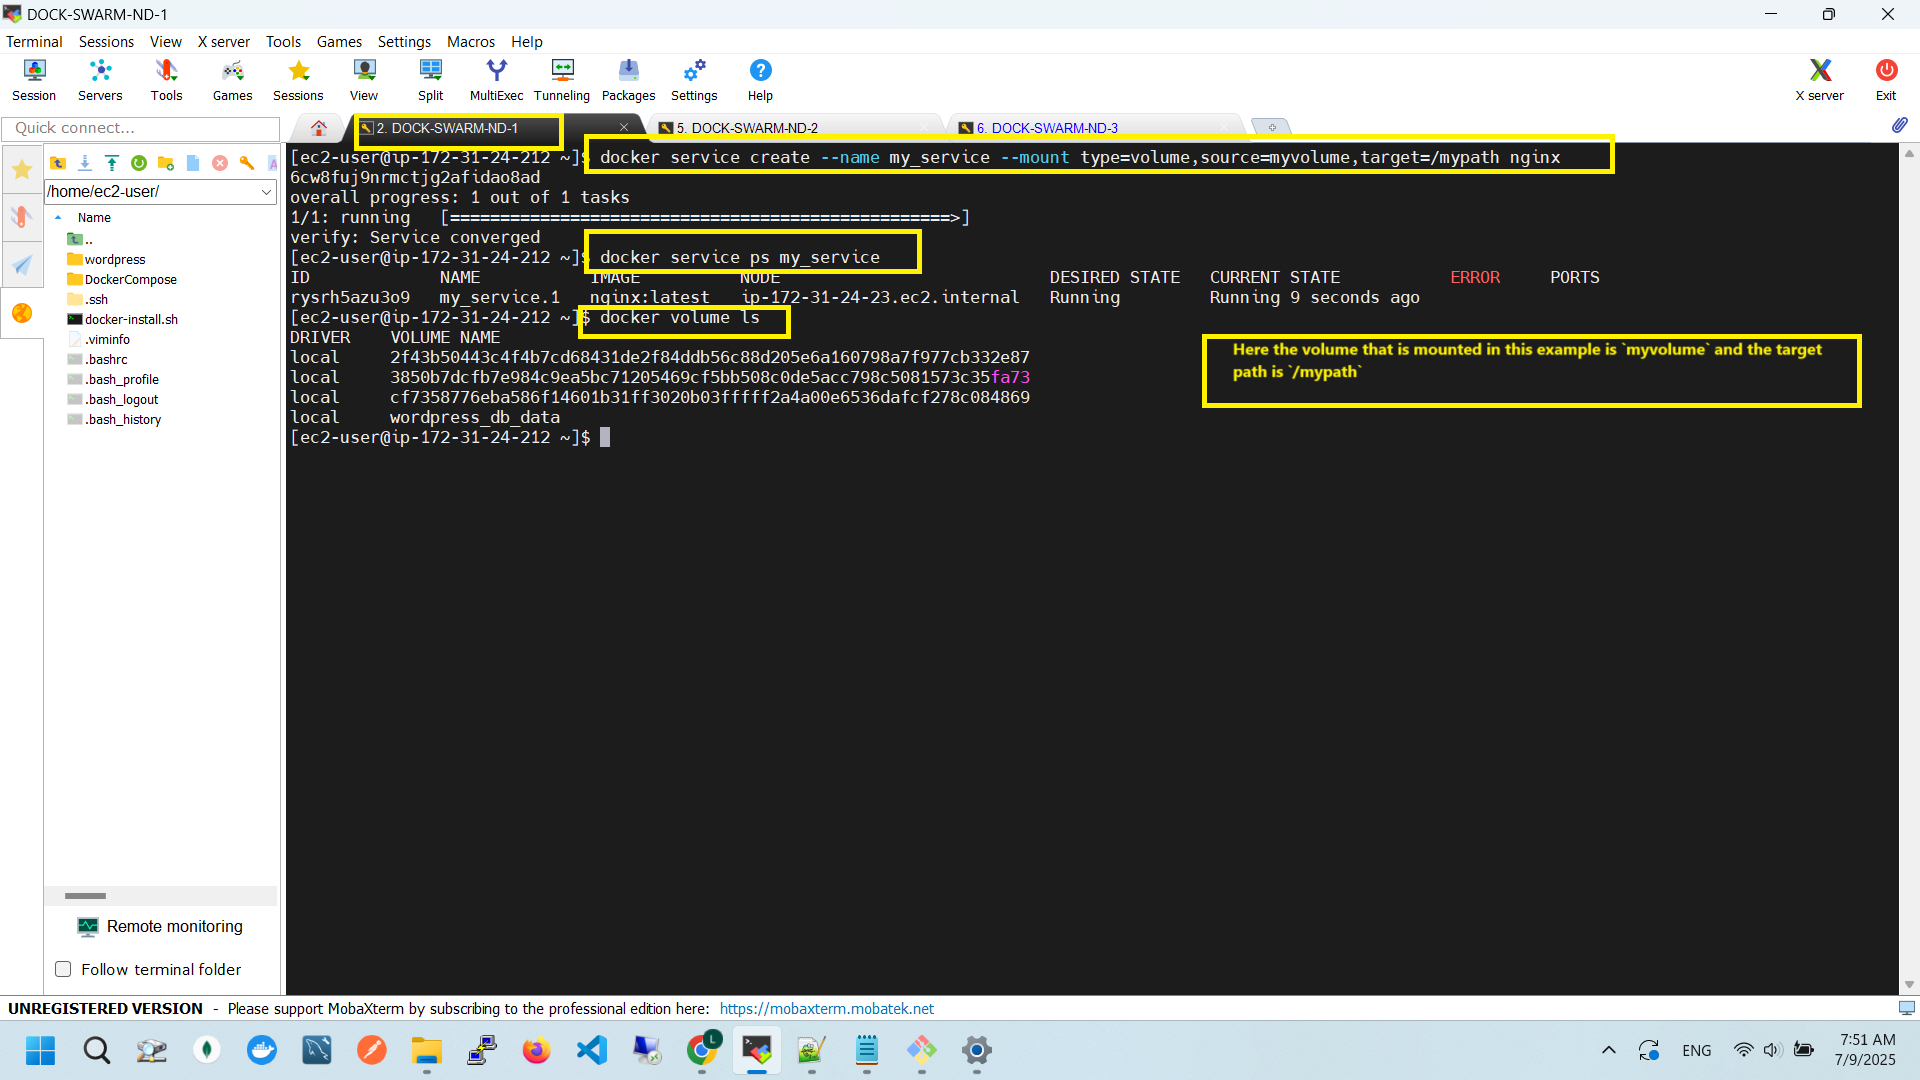 DOCK-SWARM-ND-1
Terminal Sessions View X server Tools Games Settings Macros Help
Session Servers Tools Games Sessions View Split MultiExec Tunneling Packages Settings Help X server Exit
Quick connect...
2. DOCK-SWARM-ND-1
5. DOCK-SWARM-ND-2
6. DOCK-SWARM-ND-3
/home/ec2-user/
Name
..
wordpress
DockerCompose
.ssh
docker-install.sh
.viminfo
.bashrc
.bash_profile
.bash_logout
.bash_history
Remote monitoring
Follow terminal folder
[ec2-user@ip-172-31-24-212 ~]$ docker service create --name my_service --mount type=volume,source=myvolume,target=/mypath nginx
6cw8fuj9nrmctjg2afidao8ad
overall progress: 1 out of 1 tasks
1/1: running [==================================================>]
verify: Service converged
[ec2-user@ip-172-31-24-212 ~]$ docker service ps my_service
ID NAME IMAGE NODE DESIRED STATE CURRENT STATE ERROR PORTS
rysrh5azu3o9 my_service.1 nginx:latest ip-172-31-24-23.ec2.internal Running Running 9 seconds ago
[ec2-user@ip-172-31-24-212 ~]$ docker volume ls
DRIVER VOLUME NAME
local 2f43b50443c4f4b7cd68431de2f84ddb56c88d205e6a160798a7f977cb332e87
local 3850b7dcfb7e984c9ea5bc71205469cf5bb508c0de5acc798c5081573c35fa73
local cf7358776eba586f14601b31ff3020b03fffff2a4a00e6536dafcf278c084869
local wordpress_db_data
[ec2-user@ip-172-31-24-212 ~]$
Here the volume that is mounted in this example is `myvolume` and the target
path is `/mypath`
UNREGISTERED VERSION - Please support MobaXterm by subscribing to the professional edition here: https://mobaxterm.mobatek.net
L
ENG
7:51 AM
7/9/2025